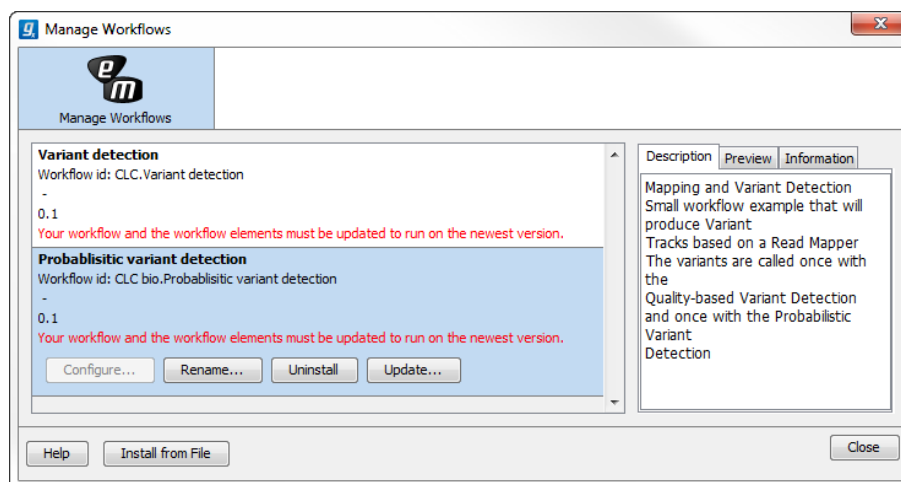 Manage Workflows
Manage Workflows
Variant detection
Workflow id: CLC.Variant detection
-
0.1
Your workflow and the workflow elements must be updated to run on the newest version.
Probablisitic variant detection
Workflow id: CLC bio.Probablisitic variant detection
-
0.1
Your workflow and the workflow elements must be updated to run on the newest version.
Configure... Rename... Uninstall Update...
Description Preview Information
Mapping and Variant Detection
Small workflow example that will
produce Variant
Tracks based on a Read Mapper
The variants are called once with
the
Quality-based Variant Detection
and once with the Probabilistic
Variant
Detection
Help Install from File Close